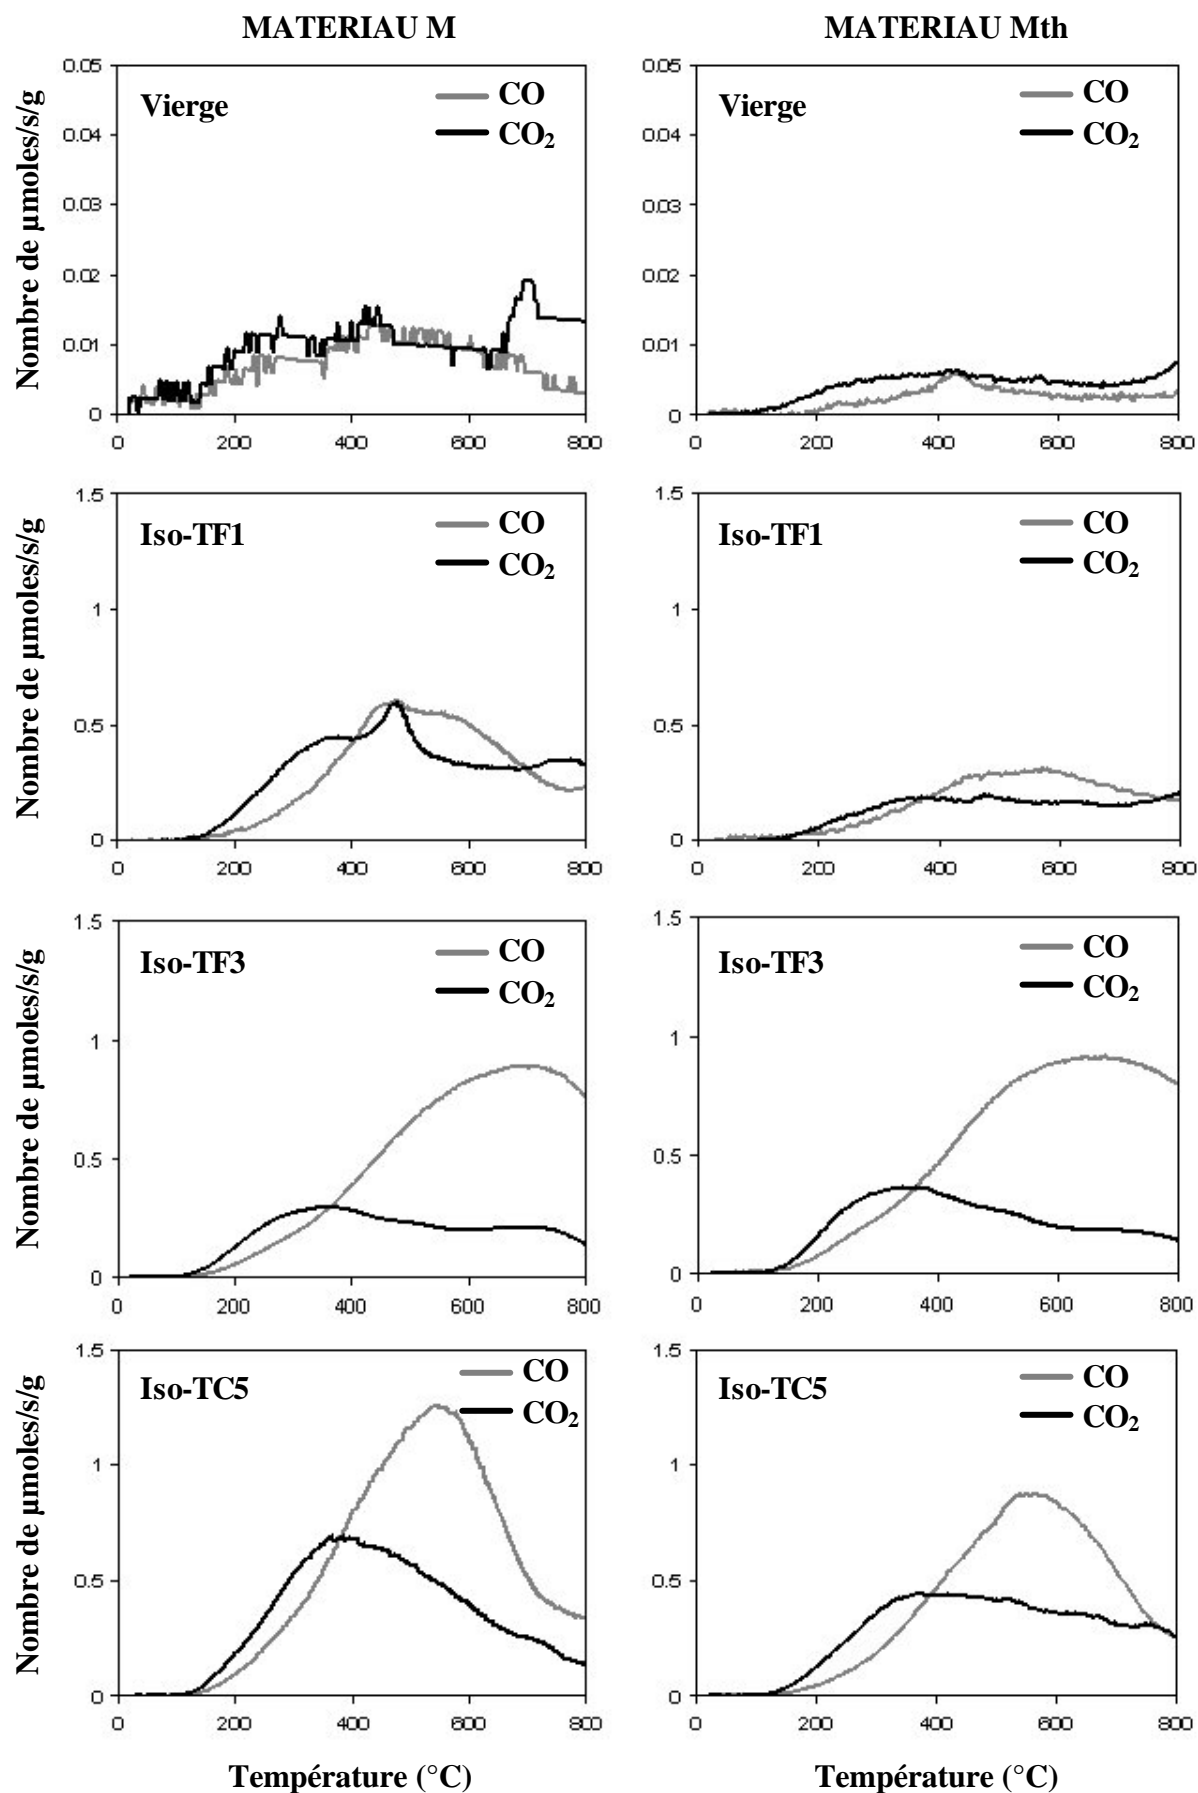 MATERIAU M
MATERIAU Mth
Nombre de µmoles/s/g
0.05
0.04
0.03
0.02
0.01
0
Vierge
CO
CO₂
0 200 400 600 800
0.05
0.04
0.03
0.02
0.01
0
Vierge
CO
CO₂
0 200 400 600 800
Nombre de µmoles/s/g
1.5
1
0.5
0
Iso-TF1
CO
CO₂
0 200 400 600 800
1.5
1
0.5
0
Iso-TF1
CO
CO₂
0 200 400 600 800
Nombre de µmoles/s/g
1.5
1
0.5
0
Iso-TF3
CO
CO₂
0 200 400 600 800
1.5
1
0.5
0
Iso-TF3
CO
CO₂
0 200 400 600 800
Nombre de µmoles/s/g
1.5
1
0.5
0
Iso-TC5
CO
CO₂
0 200 400 600 800
Température (°C)
1.5
1
0.5
0
Iso-TC5
CO
CO₂
0 200 400 600 800
Température (°C)